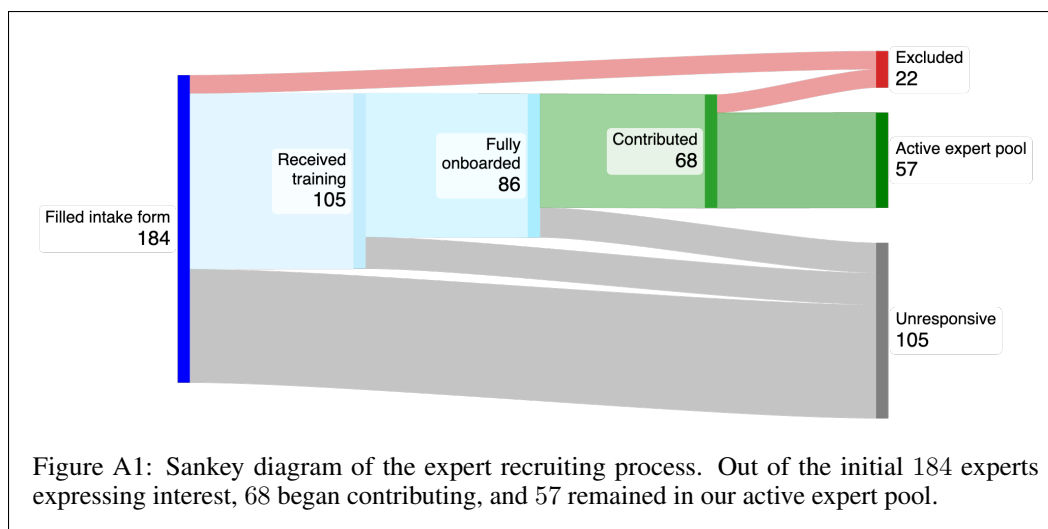 Filled intake form
184
Received
training
105
Fully
onboarded
86
Contributed
68
Excluded
22
Active expert pool
57
Unresponsive
105
Figure A1: Sankey diagram of the expert recruiting process. Out of the initial 184 experts
expressing interest, 68 began contributing, and 57 remained in our active expert pool.